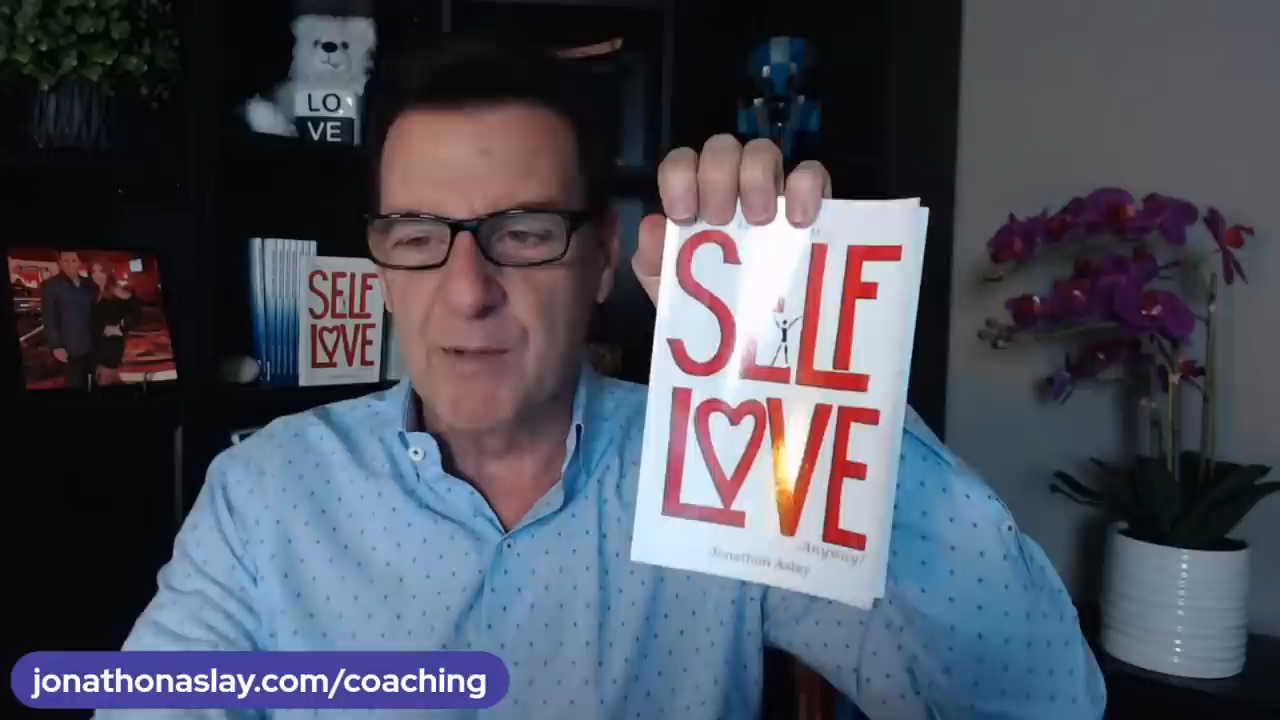 LO
VE
SELF
LOVE
SELF
LOVE
Anyway?
Jonathon Aslay
jonathonaslay.com/coaching